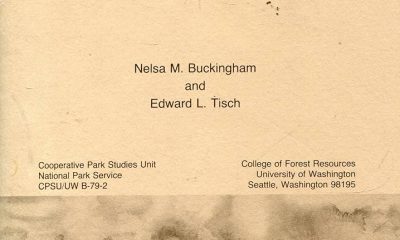 Nelsa M. Buckingham
and
Edward L. Tisch
Cooperative Park Studies Unit
National Park Service
CPSU/UW B-79-2
College of Forest Resources
University of Washington
Seattle, Washington 98195